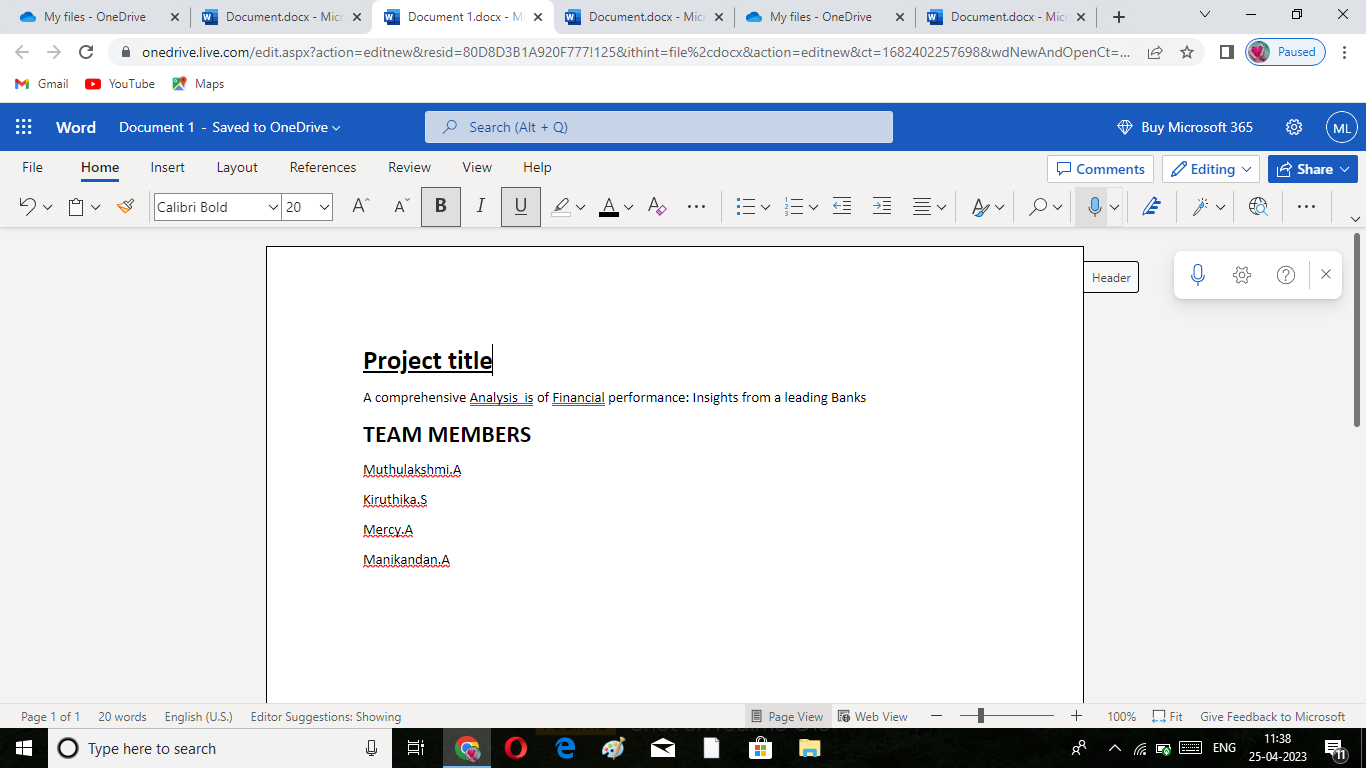 My files - OneDrive
Document.docx - Micr
Document 1.docx - Mi
Document.docx - Micr
My files - OneDrive
Document.docx - Micr
onedrive.live.com/edit.aspx?action=editnew&resid=80D8D3B1A920F777!125&ithint=file%2cdocx&action=editnew&ct=1682402257698&wdNewAndOpenCt=...
Paused
Gmail
YouTube
Maps
Word
Document 1 - Saved to OneDrive
Search (Alt + Q)
Buy Microsoft 365
ML
File Home Insert Layout References Review View Help
Comments
Editing
Share
Calibri Bold
20
A A B I U A A
Header
Project title
A comprehensive Analysis is of Financial performance: Insights from a leading Banks
TEAM MEMBERS
Muthulakshmi.A
Kiruthika.S
Mercy.A
Manikandan.A
Page 1 of 1
20 words
English (U.S.)
Editor Suggestions: Showing
Page View
Web View
100%
Fit
Give Feedback to Microsoft
Type here to search
ENG
11:38
25-04-2023
11